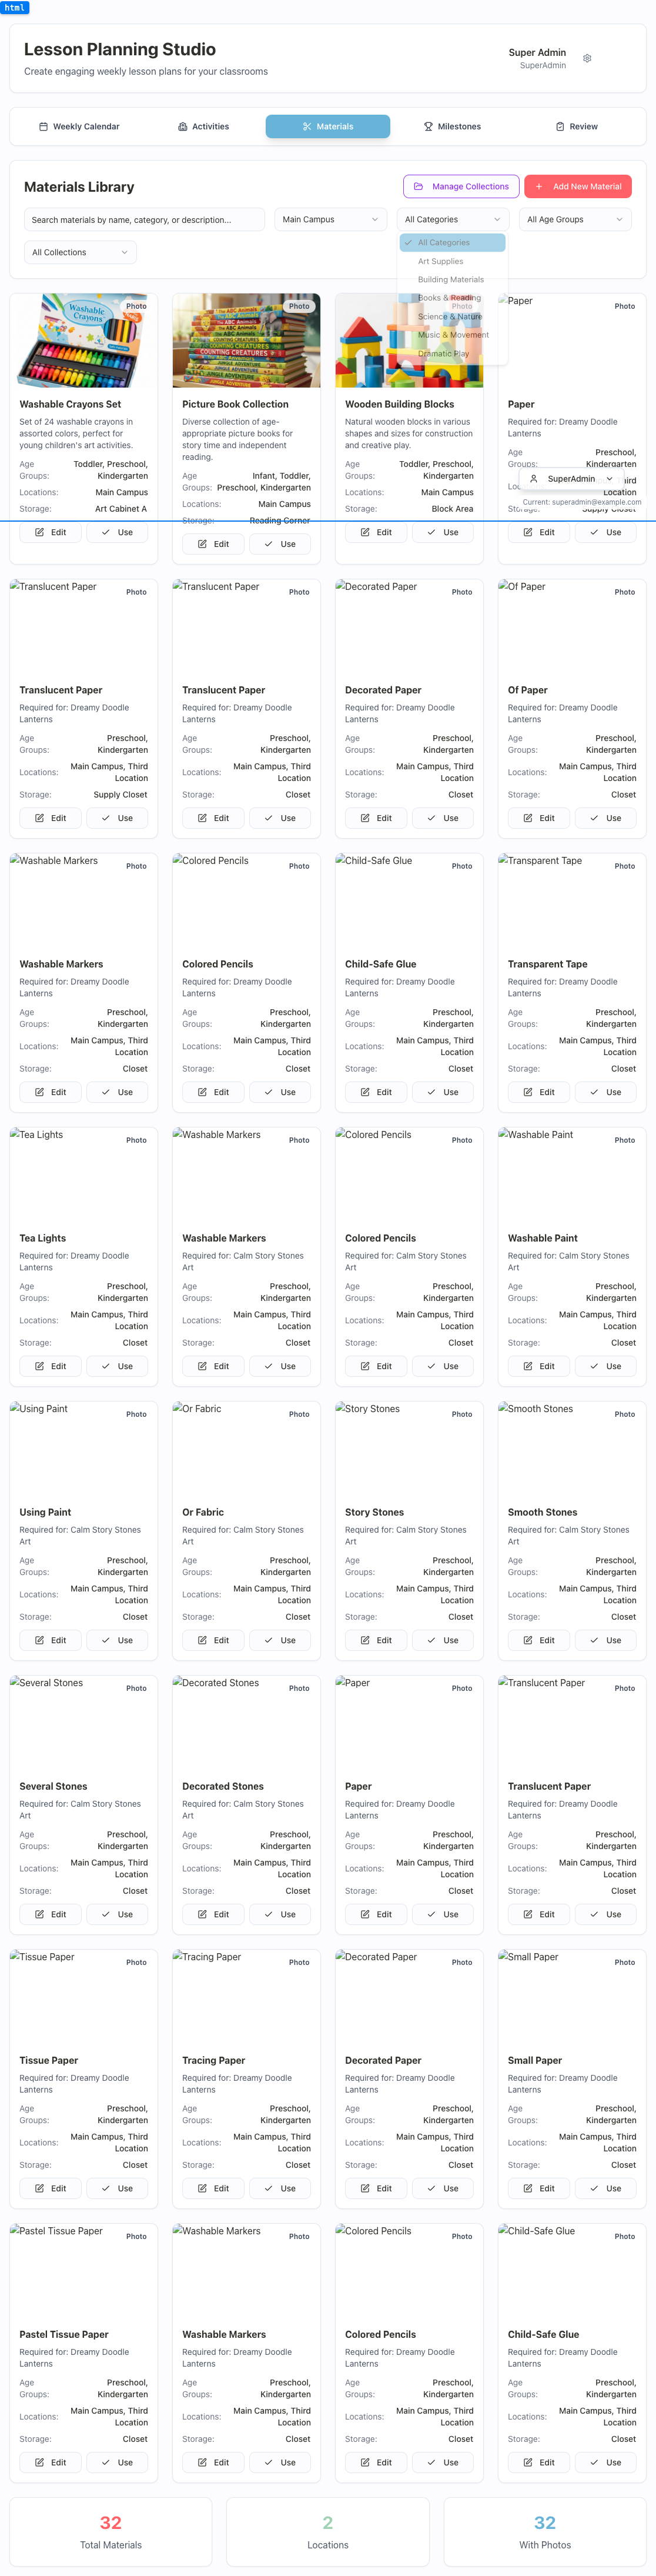 html
Lesson Planning Studio
Create engaging weekly lesson plans for your classrooms
Super Admin
SuperAdmin
Weekly Calendar
Activities
Materials
Milestones
Review
Materials Library
Manage Collections
Add New Material
Search materials by name, category, or description...
Main Campus
All Categories
All Age Groups
All Collections
All Categories
Art Supplies
Building Materials
Books & Reading
Science & Nature
Music & Movement
Dramatic Play
Photo
Washable Crayons Set
Set of 24 washable crayons in
assorted colors, perfect for
young children's art activities.
Age
Groups:
Toddler, Preschool,
Kindergarten
Locations:
Main Campus
Storage:
Art Cabinet A
Edit
Use
Photo
Picture Book Collection
Diverse collection of age-
appropriate picture books for
story time and independent
reading.
Age
Groups:
Infant, Toddler,
Preschool, Kindergarten
Locations:
Main Campus
Storage:
Reading Corner
Edit
Use
Photo
Wooden Building Blocks
Natural wooden blocks in various
shapes and sizes for construction
and creative play.
Age
Groups:
Toddler, Preschool,
Kindergarten
Locations:
Main Campus
Storage:
Block Area
Edit
Use
Paper
Photo
Paper
Required for: Dreamy Doodle
Lanterns
Age
Groups:
Preschool,
Kindergarten
Location
Storage:
Supply Closet
Edit
Use
SuperAdmin
Current: superadmin@example.com
Translucent Paper
Photo
Translucent Paper
Required for: Dreamy Doodle
Lanterns
Age
Groups:
Preschool,
Kindergarten
Locations:
Main Campus, Third
Location
Storage:
Supply Closet
Edit
Use
Translucent Paper
Photo
Translucent Paper
Required for: Dreamy Doodle
Lanterns
Age
Groups:
Preschool,
Kindergarten
Locations:
Main Campus, Third
Location
Storage:
Closet
Edit
Use
Decorated Paper
Photo
Decorated Paper
Required for: Dreamy Doodle
Lanterns
Age
Groups:
Preschool,
Kindergarten
Locations:
Main Campus, Third
Location
Storage:
Closet
Edit
Use
Of Paper
Photo
Of Paper
Required for: Dreamy Doodle
Lanterns
Age
Groups:
Preschool,
Kindergarten
Locations:
Main Campus, Third
Location
Storage:
Closet
Edit
Use
Washable Markers
Photo
Washable Markers
Required for: Dreamy Doodle
Lanterns
Age
Groups:
Preschool,
Kindergarten
Locations:
Main Campus, Third
Location
Storage:
Closet
Edit
Use
Colored Pencils
Photo
Colored Pencils
Required for: Dreamy Doodle
Lanterns
Age
Groups:
Preschool,
Kindergarten
Locations:
Main Campus, Third
Location
Storage:
Closet
Edit
Use
Child-Safe Glue
Photo
Child-Safe Glue
Required for: Dreamy Doodle
Lanterns
Age
Groups:
Preschool,
Kindergarten
Locations:
Main Campus, Third
Location
Storage:
Closet
Edit
Use
Transparent Tape
Photo
Transparent Tape
Required for: Dreamy Doodle
Lanterns
Age
Groups:
Preschool,
Kindergarten
Locations:
Main Campus, Third
Location
Storage:
Closet
Edit
Use
Tea Lights
Photo
Tea Lights
Required for: Dreamy Doodle
Lanterns
Age
Groups:
Preschool,
Kindergarten
Locations:
Main Campus, Third
Location
Storage:
Closet
Edit
Use
Washable Markers
Photo
Washable Markers
Required for: Calm Story Stones
Art
Age
Groups:
Preschool,
Kindergarten
Locations:
Main Campus, Third
Location
Storage:
Closet
Edit
Use
Colored Pencils
Photo
Colored Pencils
Required for: Calm Story Stones
Art
Age
Groups:
Preschool,
Kindergarten
Locations:
Main Campus, Third
Location
Storage:
Closet
Edit
Use
Washable Paint
Photo
Washable Paint
Required for: Calm Story Stones
Art
Age
Groups:
Preschool,
Kindergarten
Locations:
Main Campus, Third
Location
Storage:
Closet
Edit
Use
Using Paint
Photo
Using Paint
Required for: Calm Story Stones
Art
Age
Groups:
Preschool,
Kindergarten
Locations:
Main Campus, Third
Location
Storage:
Closet
Edit
Use
Or Fabric
Photo
Or Fabric
Required for: Calm Story Stones
Art
Age
Groups:
Preschool,
Kindergarten
Locations:
Main Campus, Third
Location
Storage:
Closet
Edit
Use
Story Stones
Photo
Story Stones
Required for: Calm Story Stones
Art
Age
Groups:
Preschool,
Kindergarten
Locations:
Main Campus, Third
Location
Storage:
Closet
Edit
Use
Smooth Stones
Photo
Smooth Stones
Required for: Calm Story Stones
Art
Age
Groups:
Preschool,
Kindergarten
Locations:
Main Campus, Third
Location
Storage:
Closet
Edit
Use
Several Stones
Photo
Several Stones
Required for: Calm Story Stones
Art
Age
Groups:
Preschool,
Kindergarten
Locations:
Main Campus, Third
Location
Storage:
Closet
Edit
Use
Decorated Stones
Photo
Decorated Stones
Required for: Calm Story Stones
Art
Age
Groups:
Preschool,
Kindergarten
Locations:
Main Campus, Third
Location
Storage:
Closet
Edit
Use
Paper
Photo
Paper
Required for: Dreamy Doodle
Lanterns
Age
Groups:
Preschool,
Kindergarten
Locations:
Main Campus, Third
Location
Storage:
Closet
Edit
Use
Translucent Paper
Photo
Translucent Paper
Required for: Dreamy Doodle
Lanterns
Age
Groups:
Preschool,
Kindergarten
Locations:
Main Campus, Third
Location
Storage:
Closet
Edit
Use
Tissue Paper
Photo
Tissue Paper
Required for: Dreamy Doodle
Lanterns
Age
Groups:
Preschool,
Kindergarten
Locations:
Main Campus, Third
Location
Storage:
Closet
Edit
Use
Tracing Paper
Photo
Tracing Paper
Required for: Dreamy Doodle
Lanterns
Age
Groups:
Preschool,
Kindergarten
Locations:
Main Campus, Third
Location
Storage:
Closet
Edit
Use
Decorated Paper
Photo
Decorated Paper
Required for: Dreamy Doodle
Lanterns
Age
Groups:
Preschool,
Kindergarten
Locations:
Main Campus, Third
Location
Storage:
Closet
Edit
Use
Small Paper
Photo
Small Paper
Required for: Dreamy Doodle
Lanterns
Age
Groups:
Preschool,
Kindergarten
Locations:
Main Campus, Third
Location
Storage:
Closet
Edit
Use
Pastel Tissue Paper
Photo
Pastel Tissue Paper
Required for: Dreamy Doodle
Lanterns
Age
Groups:
Preschool,
Kindergarten
Locations:
Main Campus, Third
Location
Storage:
Closet
Edit
Use
Washable Markers
Photo
Washable Markers
Required for: Dreamy Doodle
Lanterns
Age
Groups:
Preschool,
Kindergarten
Locations:
Main Campus, Third
Location
Storage:
Closet
Edit
Use
Colored Pencils
Photo
Colored Pencils
Required for: Dreamy Doodle
Lanterns
Age
Groups:
Preschool,
Kindergarten
Locations:
Main Campus, Third
Location
Storage:
Closet
Edit
Use
Child-Safe Glue
Photo
Child-Safe Glue
Required for: Dreamy Doodle
Lanterns
Age
Groups:
Preschool,
Kindergarten
Locations:
Main Campus, Third
Location
Storage:
Closet
Edit
Use
32
Total Materials
2
Locations
32
With Photos